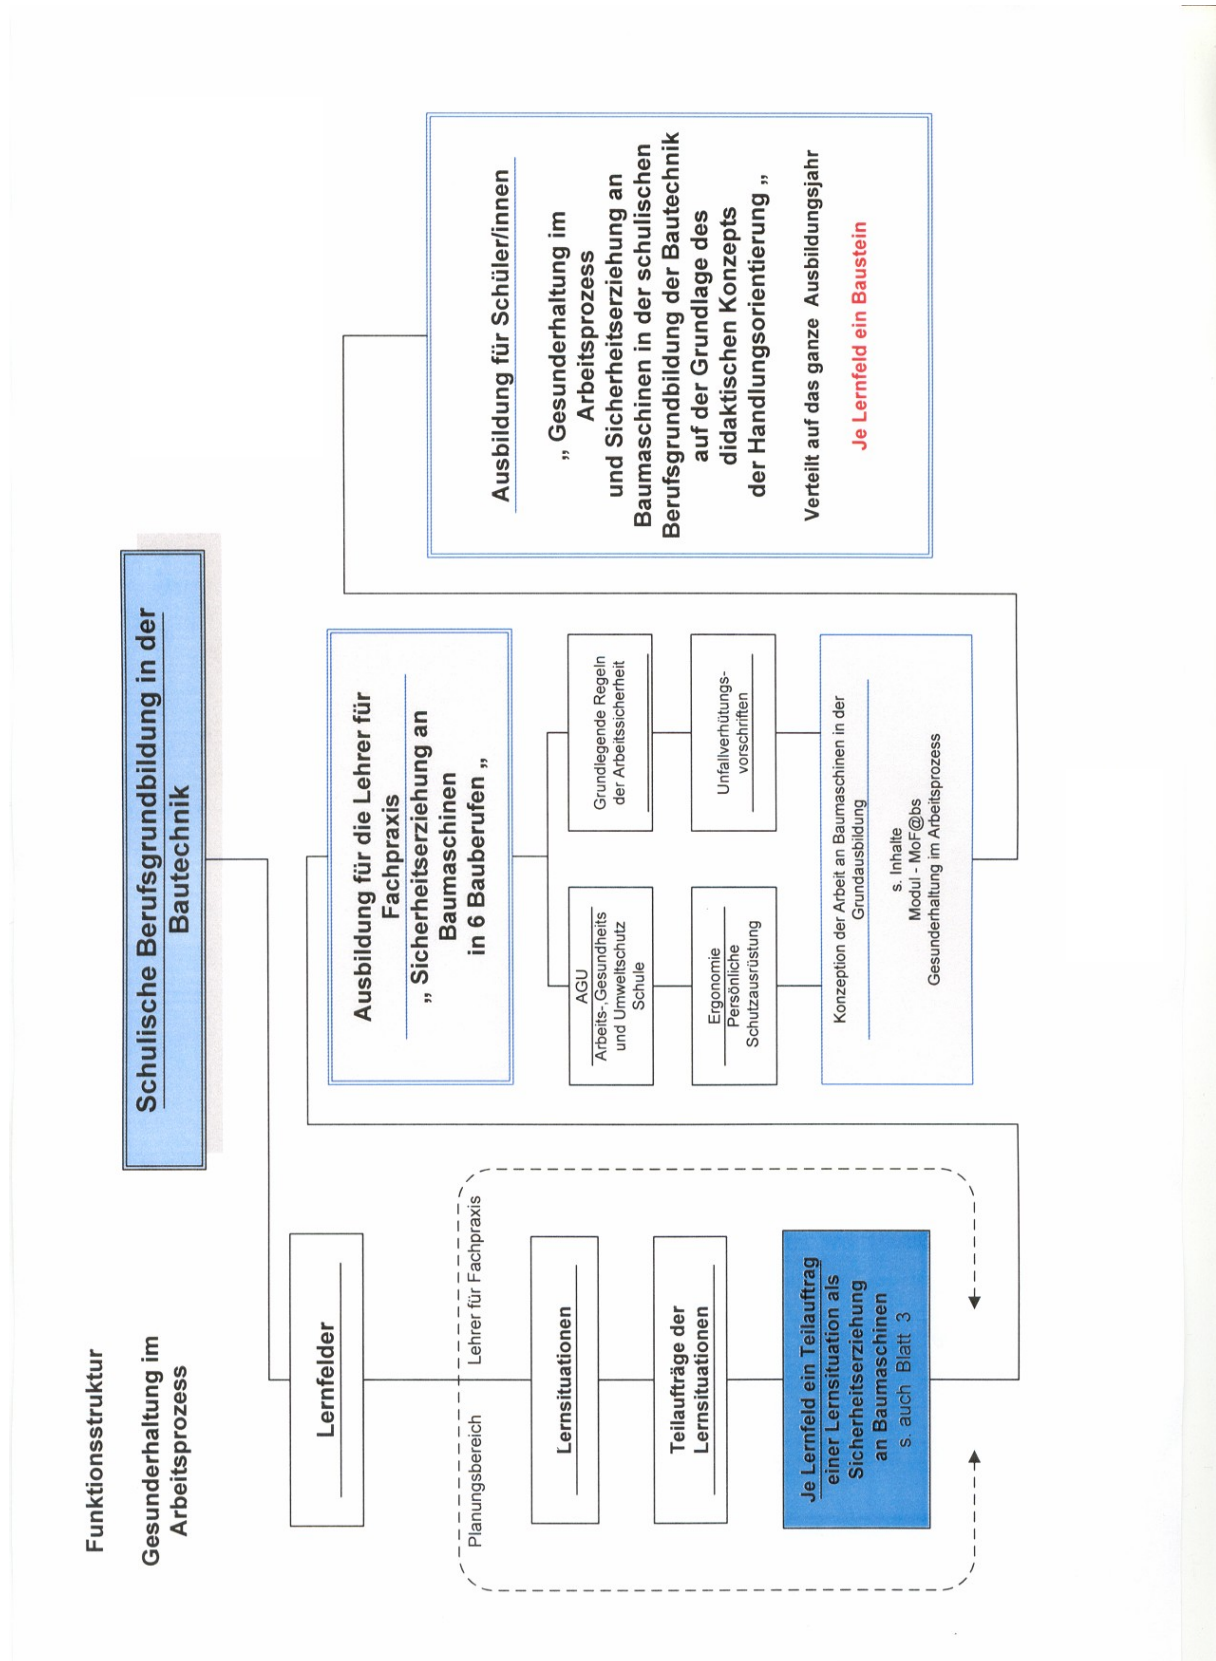 Funktionsstruktur
Gesunderhaltung im
Arbeitsprozess
Schulische Berufsgrundbildung in der
Bautechnik
Lernfelder
Planungsbereich Lehrer für Fachpraxis
Lernsituationen
Teilaufträge der
Lernsituationen
Je Lernfeld ein Teilauftrag
einer Lernsituation als
Sicherheitserziehung
an Baumaschinen
s. auch Blatt 3
Ausbildung für die Lehrer für
Fachpraxis
„ Sicherheitserziehung an
Baumaschinen
in 6 Bauberufen „
AGU
Arbeits-,Gesundheits
und Umweltschutz
Schule
Grundlegende Regeln
der Arbeitssicherheit
Ergonomie
Persönliche
Schutzausrüstung
Unfallverhütungs-
vorschriften
Konzeption der Arbeit an Baumaschinen in der
Grundausbildung
s. Inhalte
Modul - MoF@bs
Gesunderhaltung im Arbeitsprozess
Ausbildung für Schüler/innen
„ Gesunderhaltung im
Arbeitsprozess
und Sicherheitserziehung an
Baumaschinen in der schulischen
Berufsgrundbildung der Bautechnik
auf der Grundlage des
didaktischen Konzepts
der Handlungsorientierung „
Verteilt auf das ganze Ausbildungsjahr
Je Lernfeld ein Baustein